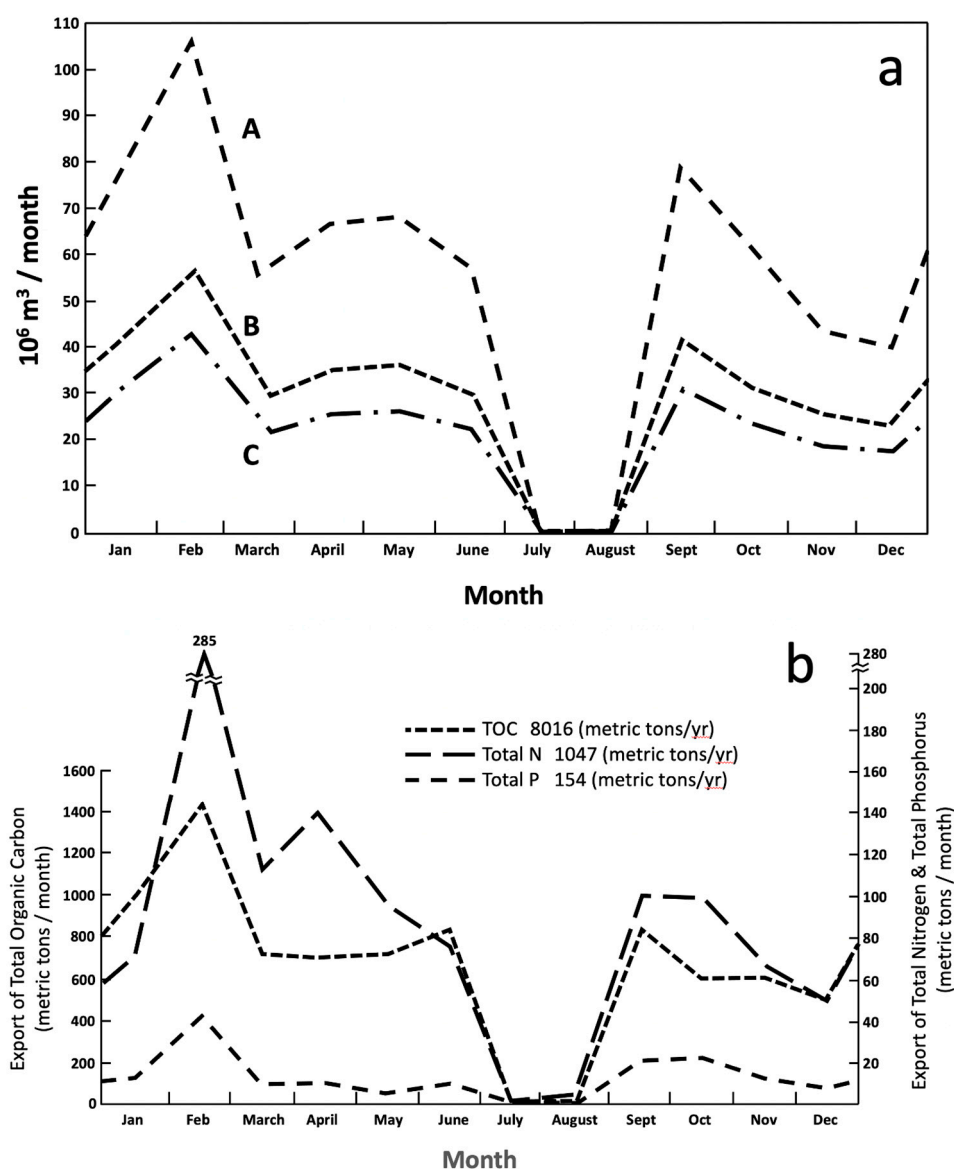 110
100
90
80
70
60
50
40
30
20
10
0
10⁶ m³ / month
a
A
B
C
Jan Feb March April May June July August Sept Oct Nov Dec
Month
285
b
280
200
180
160
140
120
100
80
60
40
20
TOC 8016 (metric tons/yr)
Total N 1047 (metric tons/yr)
Total P 154 (metric tons/yr)
1600
1400
1200
1000
800
600
400
200
0
Export of Total Organic Carbon
(metric tons / month)
Export of Total Nitrogen & Total Phosphorus
(metric tons / month)
Jan Feb March April May June July August Sept Oct Nov Dec
Month